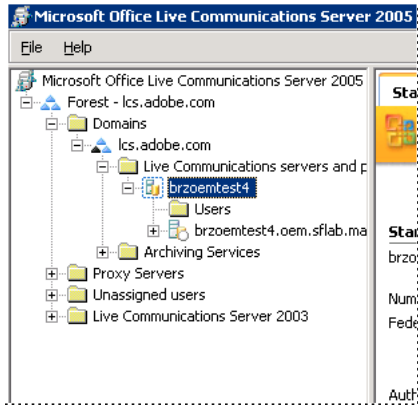 Microsoft Office Live Communications Server 2005
File Help
Microsoft Office Live Communications Server 2005
Forest - lcs.adobe.com
Domains
lcs.adobe.com
Live Communications servers and p
brzoemtest4
Users
brzoemtest4.oem.sflab.ma
Archiving Services
Proxy Servers
Unassigned users
Live Communications Server 2003
Sta
Sta
brzo
Num
Fede
Auth